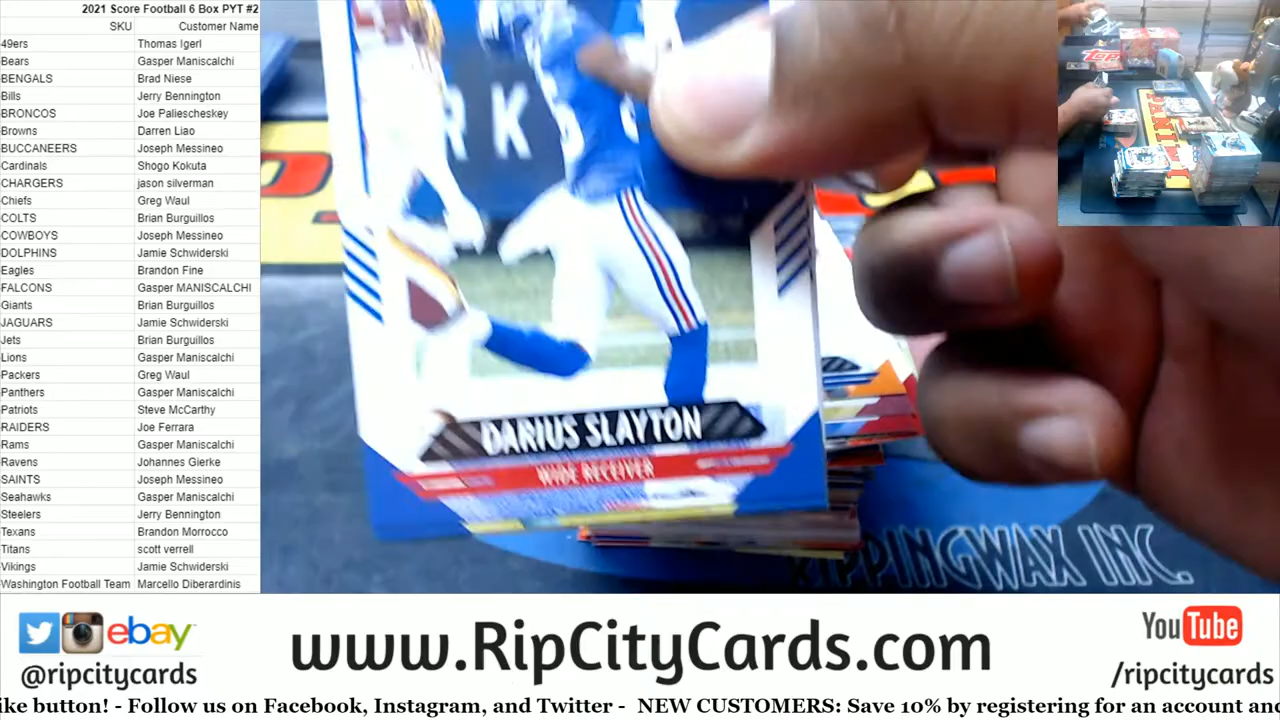 2021 Score Football 6 Box PYT #2
SKU Customer Name
49ers Thomas Igerl
Bears Gasper Maniscalchi
BENGALS Brad Niese
Bills Jerry Bennington
BRONCOS Joe Paliescheskey
Browns Darren Liao
BUCCANEERS Joseph Messineo
Cardinals Shogo Kokuta
CHARGERS jason silverman
Chiefs Greg Waul
COLTS Brian Burguillos
COWBOYS Joseph Messineo
DOLPHINS Jamie Schwiderski
Eagles Brandon Fine
FALCONS Gasper MANISCALCHI
Giants Brian Burguillos
JAGUARS Jamie Schwiderski
Jets Brian Burguillos
Lions Gasper Maniscalchi
Packers Greg Waul
Panthers Gasper Maniscalchi
Patriots Steve McCarthy
RAIDERS Joe Ferrara
Rams Gasper Maniscalchi
Ravens Johannes Gierke
SAINTS Joseph Messineo
Seahawks Gasper Maniscalchi
Steelers Jerry Bennington
Texans Brandon Morrocco
Titans scott verrell
Vikings Jamie Schwiderski
Washington Football Team Marcello Diberardinis
RK
DARIUS SLAYTON
WIDE RECEIVER
RIPPINGWAX INC.
PANINI
ebay
@ripcitycards
www.RipCityCards.com
YouTube
/ripcitycards
ike button! - Follow us on Facebook, Instagram, and Twitter - NEW CUSTOMERS: Save 10% by registering for an account and